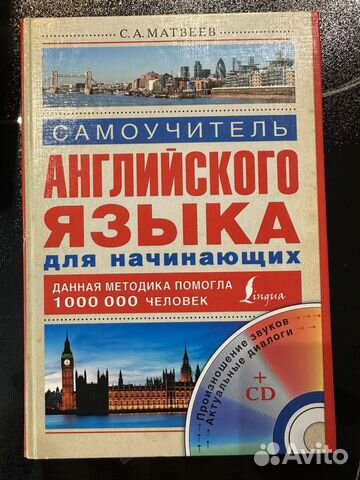 С.А.МАТВЕЕВ
САМОУЧИТЕЛЬ
АНГЛИЙСКОГО
ЯЗЫКА
для начинающих
ДАННАЯ МЕТОДИКА ПОМОГЛА
1 000 000 ЧЕЛОВЕК
Lingua
Произношение звуков
Актуальные диалоги
+
CD
Avito